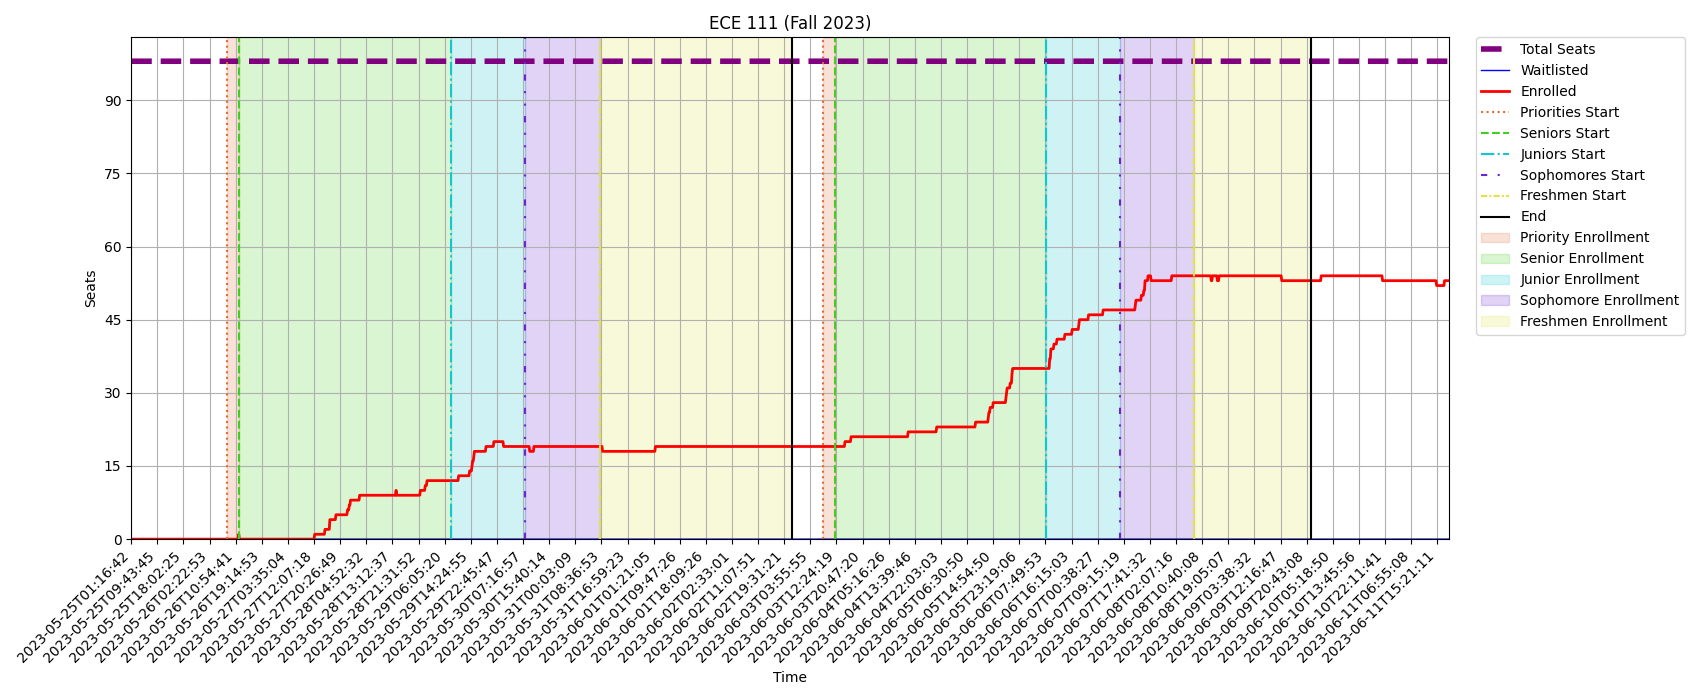 ECE 111 (Fall 2023)
Seats
90
75
60
45
30
15
0
2023-05-25T01:16:42
2023-05-25T09:43:45
2023-05-25T18:02:25
2023-05-26T02:22:53
2023-05-26T10:54:41
2023-05-26T19:14:53
2023-05-27T03:35:04
2023-05-27T12:07:18
2023-05-27T20:26:49
2023-05-28T04:52:32
2023-05-28T13:12:37
2023-05-28T21:31:52
2023-05-29T06:05:20
2023-05-29T14:24:55
2023-05-29T22:45:47
2023-05-30T07:16:57
2023-05-30T15:40:14
2023-05-31T00:03:09
2023-05-31T08:36:53
2023-05-31T16:59:23
2023-06-01T01:21:05
2023-06-01T09:47:26
2023-06-01T18:09:26
2023-06-02T02:33:01
2023-06-02T11:07:51
2023-06-02T19:31:21
2023-06-03T03:55:55
2023-06-03T12:24:19
2023-06-03T20:47:20
2023-06-04T05:16:26
2023-06-04T13:39:46
2023-06-04T22:03:03
2023-06-05T06:30:50
2023-06-05T14:54:50
2023-06-05T23:19:06
2023-06-06T07:49:53
2023-06-06T16:15:03
2023-06-07T00:38:27
2023-06-07T09:15:19
2023-06-07T17:41:32
2023-06-08T02:07:16
2023-06-08T10:40:08
2023-06-08T19:05:07
2023-06-09T03:38:32
2023-06-09T12:16:47
2023-06-09T20:43:08
2023-06-10T05:18:50
2023-06-10T13:45:56
2023-06-10T22:11:41
2023-06-11T06:55:08
2023-06-11T15:21:11
Time
Total Seats
Waitlisted
Enrolled
Priorities Start
Seniors Start
Juniors Start
Sophomores Start
Freshmen Start
End
Priority Enrollment
Senior Enrollment
Junior Enrollment
Sophomore Enrollment
Freshmen Enrollment